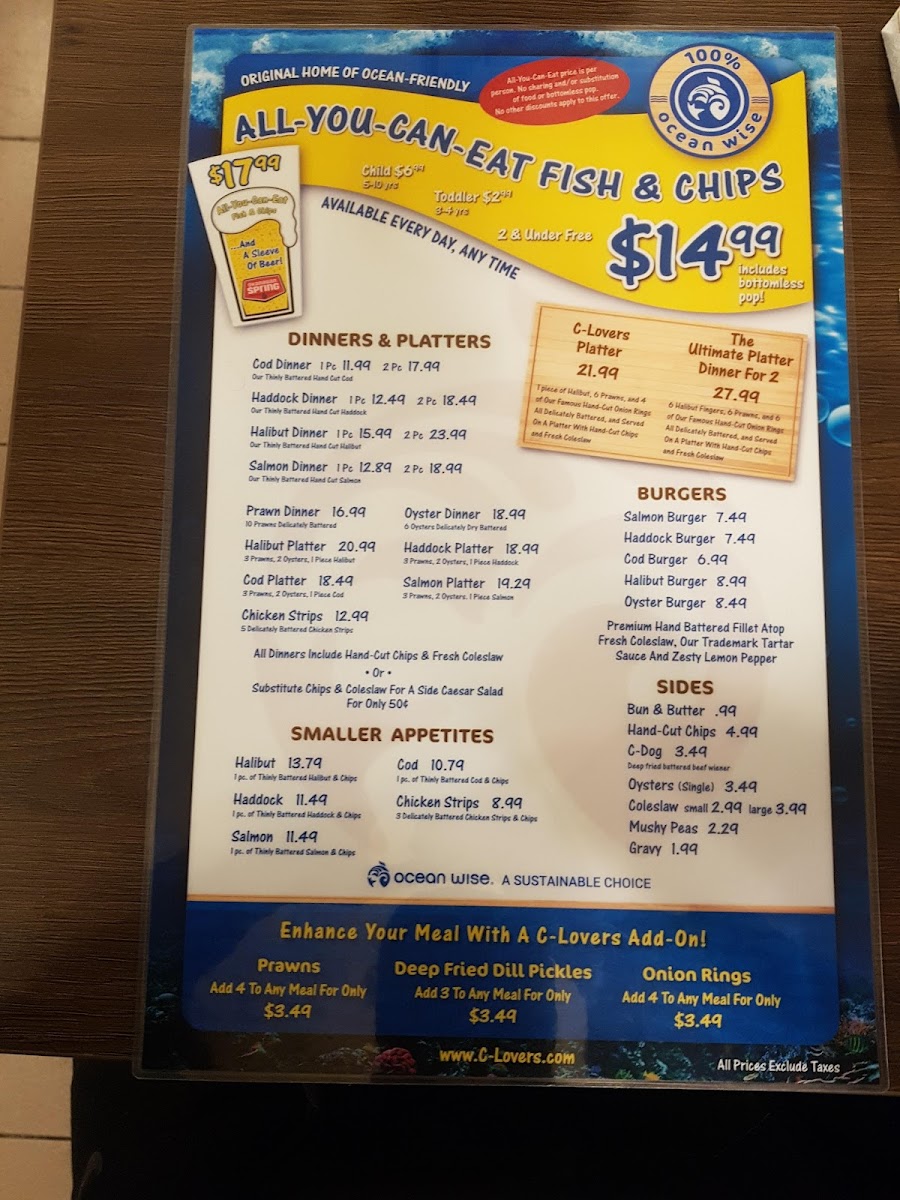 ORIGINAL HOME OF OCEAN-FRIENDLY
All-You-Can-Eat price is per
person. No sharing and/or substitution
of food or bottomless pop.
No other discounts apply to this offer.
100%
ocean wise
ALL-YOU-CAN-EAT FISH & CHIPS
$17.99
All-You-Can-Eat
Fish & Chips
...And
A Sleeve
Of Beer!
SPRING
Child $6.99
5-10 yrs
Toddler $2.99
3-4 yrs
2 & Under Free
AVAILABLE EVERY DAY, ANY TIME
$14.99
includes
bottomless
pop!
DINNERS & PLATTERS
Cod Dinner 1 Pc 11.99 2 Pc 17.99
Our Thinly Battered Hand Cut Cod
Haddock Dinner 1 Pc 12.49 2 Pc 18.49
Our Thinly Battered Hand Cut Haddock
Halibut Dinner 1 Pc 15.99 2 Pc 23.99
Our Thinly Battered Hand Cut Halibut
Salmon Dinner 1 Pc 12.89 2 Pc 18.99
Our Thinly Battered Hand Cut Salmon
Prawn Dinner 16.99
10 Prawns Delicately Battered
Oyster Dinner 18.99
6 Oysters Delicately Dry Battered
Halibut Platter 20.99
3 Prawns, 2 Oysters, 1 Piece Halibut
Haddock Platter 18.99
3 Prawns, 2 Oysters, 1 Piece Haddock
Cod Platter 18.49
3 Prawns, 2 Oysters, 1 Piece Cod
Salmon Platter 19.29
3 Prawns, 2 Oysters, 1 Piece Salmon
Chicken Strips 12.99
5 Delicately Battered Chicken Strips
All Dinners Include Hand-Cut Chips & Fresh Coleslaw
• Or •
Substitute Chips & Coleslaw For A Side Caesar Salad
For Only 50¢
C-Lovers
Platter
21.99
1 piece of Halibut, 6 Prawns, and 4
of Our Famous Hand-Cut Onion Rings
All Delicately Battered, and Served
On A Platter With Hand-Cut Chips
and Fresh Coleslaw
The
Ultimate Platter
Dinner For 2
27.99
6 Halibut Fingers, 6 Prawns, and 6
of Our Famous Hand-Cut Onion Rings
All Delicately Battered, and Served
On A Platter With Hand-Cut Chips
and Fresh Coleslaw
BURGERS
Salmon Burger 7.49
Haddock Burger 7.49
Cod Burger 6.99
Halibut Burger 8.99
Oyster Burger 8.49
Premium Hand Battered Fillet Atop
Fresh Coleslaw, Our Trademark Tartar
Sauce And Zesty Lemon Pepper
SIDES
Bun & Butter .99
Hand-Cut Chips 4.99
C-Dog 3.49
Deep fried battered beef wiener
Oysters (Single) 3.49
Coleslaw small 2.99 large 3.99
Mushy Peas 2.29
Gravy 1.99
SMALLER APPETITES
Halibut 13.79
1 pc. of Thinly Battered Halibut & Chips
Cod 10.79
1 pc. of Thinly Battered Cod & Chips
Haddock 11.49
1 pc. of Thinly Battered Haddock & Chips
Chicken Strips 8.99
3 Delicately Battered Chicken Strips & Chips
Salmon 11.49
1 pc. of Thinly Battered Salmon & Chips
ocean wise. A SUSTAINABLE CHOICE
Enhance Your Meal With A C-Lovers Add-On!
Prawns
Add 4 To Any Meal For Only
$3.49
Deep Fried Dill Pickles
Add 3 To Any Meal For Only
$3.49
Onion Rings
Add 4 To Any Meal For Only
$3.49
www.C-Lovers.com
All Prices Exclude Taxes